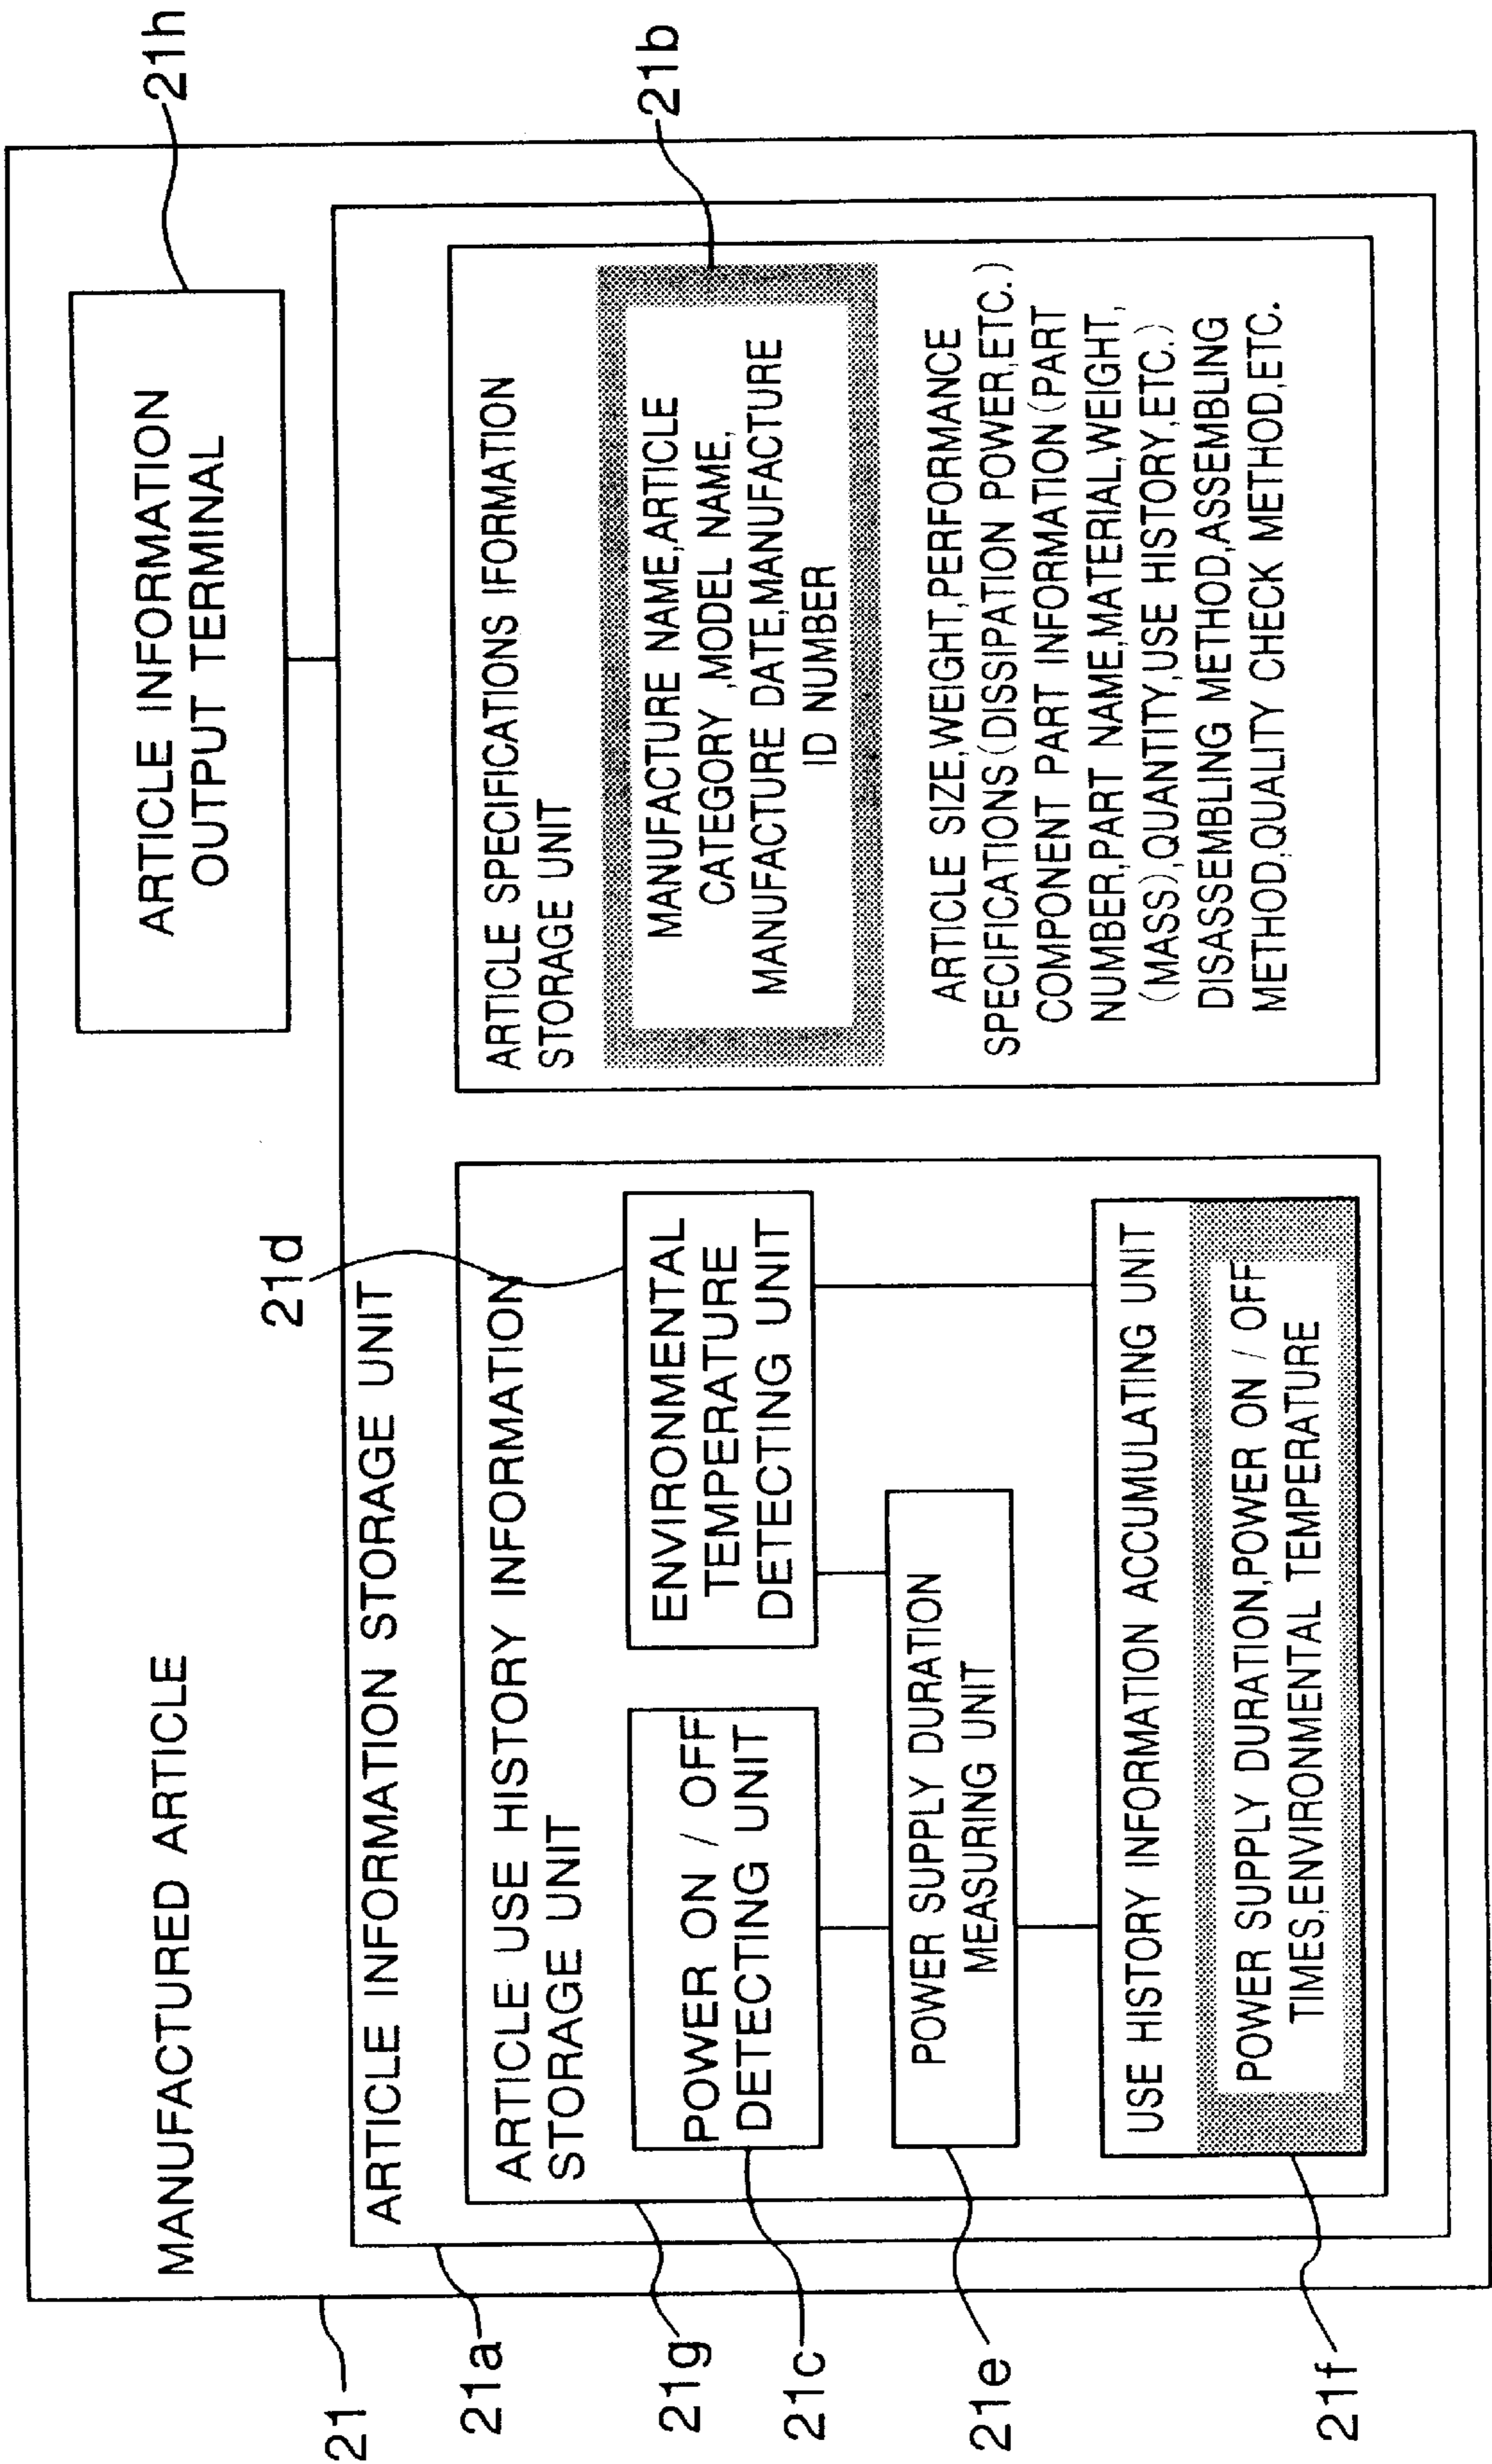 21h
21b
ARTICLE INFORMATION
OUTPUT TERMINAL
MANUFACTURED ARTICLE
21d
ARTICLE INFORMATION STORAGE UNIT
ARTICLE USE HISTORY INFORMATION
STORAGE UNIT
POWER ON / OFF
DETECTING UNIT
ENVIRONMENTAL
TEMPERATURE
DETECTING UNIT
POWER SUPPLY DURATION
MEASURING UNIT
USE HISTORY INFORMATION ACCUMULATING UNIT
POWER SUPPLY DURATION,POWER ON / OFF
TIMES,ENVIRONMENTAL TEMPERATURE
ARTICLE SPECIFICATIONS IFORMATION
STORAGE UNIT
MANUFACTURE NAME,ARTICLE
CATEGORY ,MODEL NAME,
MANUFACTURE DATE,MANUFACTURE
ID NUMBER
ARTICLE SIZE,WEIGHT,PERFORMANCE
SPECIFICATIONS(DISSIPATION POWER,ETC.)
COMPONENT PART INFORMATION(PART
NUMBER,PART NAME,MATERIAL,WEIGHT,
(MASS),QUANTITY,USE HISTORY,ETC.)
DISASSEMBLING METHOD,ASSEMBLING
METHOD,QUALITY CHECK METHOD,ETC.
21
21a
21g
21c
21e
21f